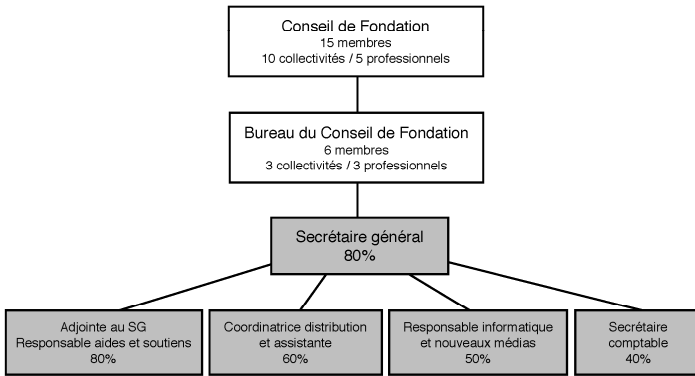 Conseil de Fondation
15 membres
10 collectivités / 5 professionnels
Bureau du Conseil de Fondation
6 membres
3 collectivités / 3 professionnels
Secrétaire général
80%
Adjointe au SG
Responsable aides et soutiens
80%
Coordinatrice distribution
et assistante
60%
Responsable informatique
et nouveaux médias
50%
Secrétaire
comptable
40%